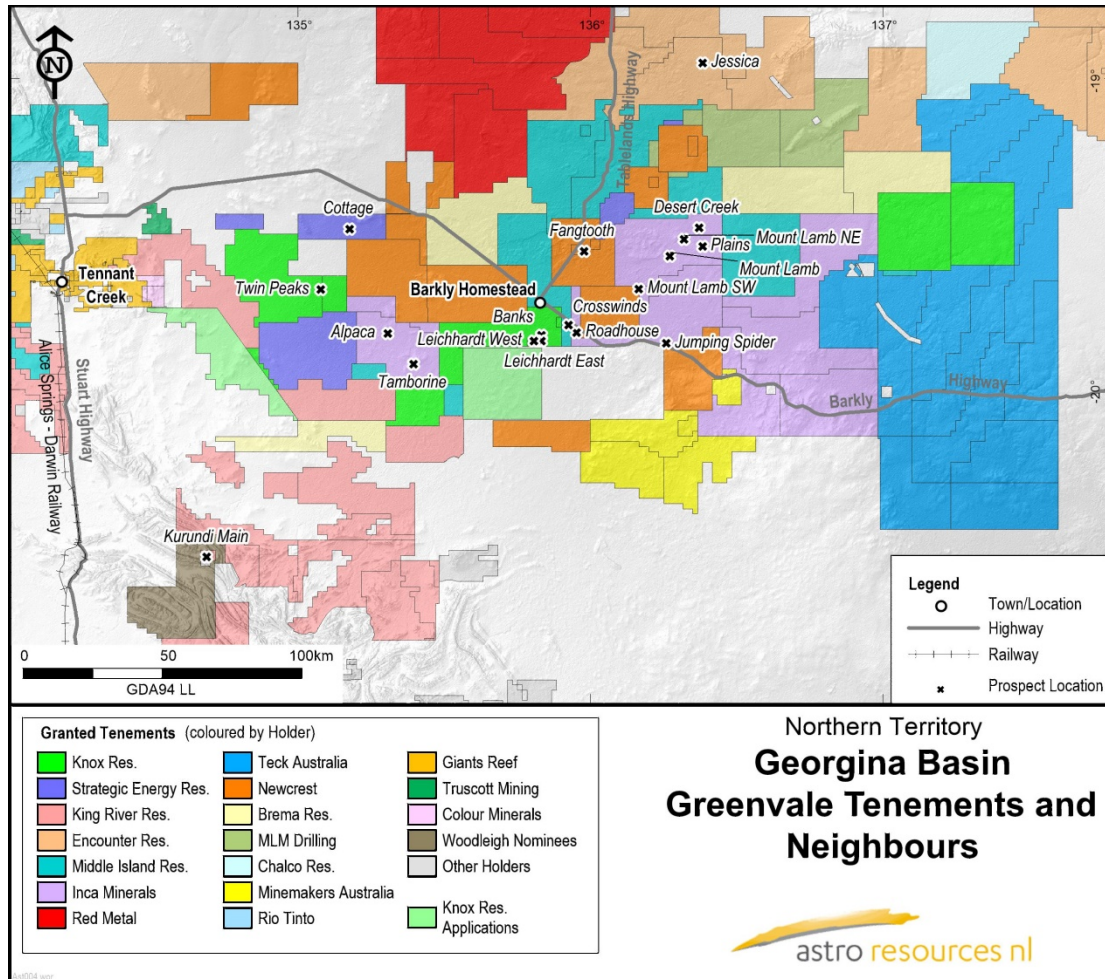 135°
136°
137°
N
Jessica
-19°
Tablelands Highway
Cottage
Desert Creek
Fangtooth
Mount Lamb NE
Plains
Mount Lamb
Tennant
Creek
Twin Peaks
Barkly Homestead
Mount Lamb SW
Banks
Crosswinds
Alpaca
Leichhardt West
Roadhouse
Jumping Spider
Leichhardt East
Tamborine
Stuart Highway
Alice Springs - Darwin Railway
Barkly
Highway
-20°
Kurundi Main
Legend
Town/Location
Highway
Railway
Prospect Location
0 50 100km
GDA94 LL
Granted Tenements (coloured by Holder)
Knox Res.
Strategic Energy Res.
King River Res.
Encounter Res.
Middle Island Res.
Inca Minerals
Red Metal
Teck Australia
Newcrest
Brema Res.
MLM Drilling
Chalco Res.
Minemakers Australia
Rio Tinto
Giants Reef
Truscott Mining
Colour Minerals
Woodleigh Nominees
Other Holders
Knox Res.
Applications
Northern Territory
Georgina Basin
Greenvale Tenements and
Neighbours
astro resources nl
Ast004.wor